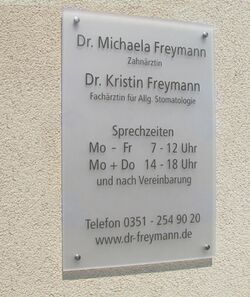 Dr. Michaela Freymann
Zahnärztin
Dr. Kristin Freymann
Fachärztin für Allg. Stomatologie
Sprechzeiten
Mo - Fr 7 - 12 Uhr
Mo + Do 14 - 18 Uhr
und nach Vereinbarung
Telefon 0351 - 254 90 20
www.dr-freymann.de